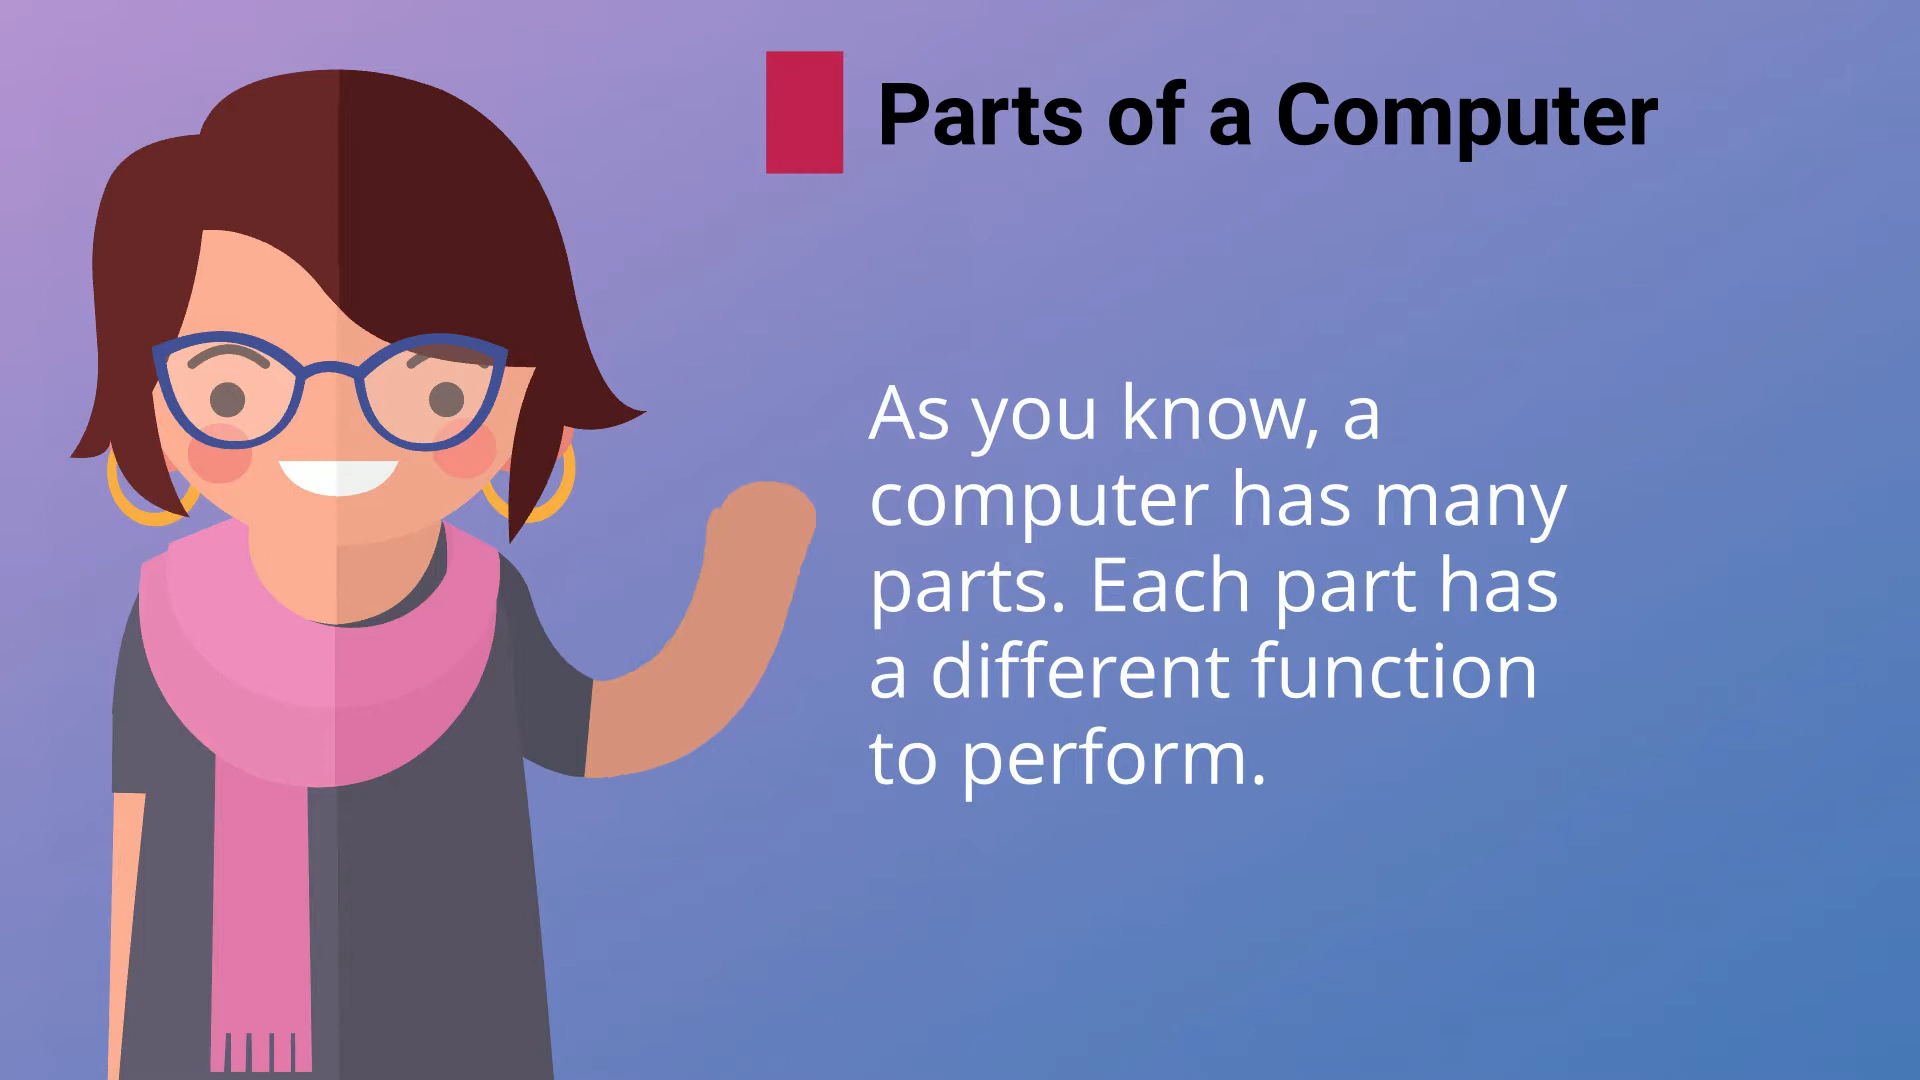 Parts of a Computer
As you know, a
computer has many
parts. Each part has
a different function
to perform.